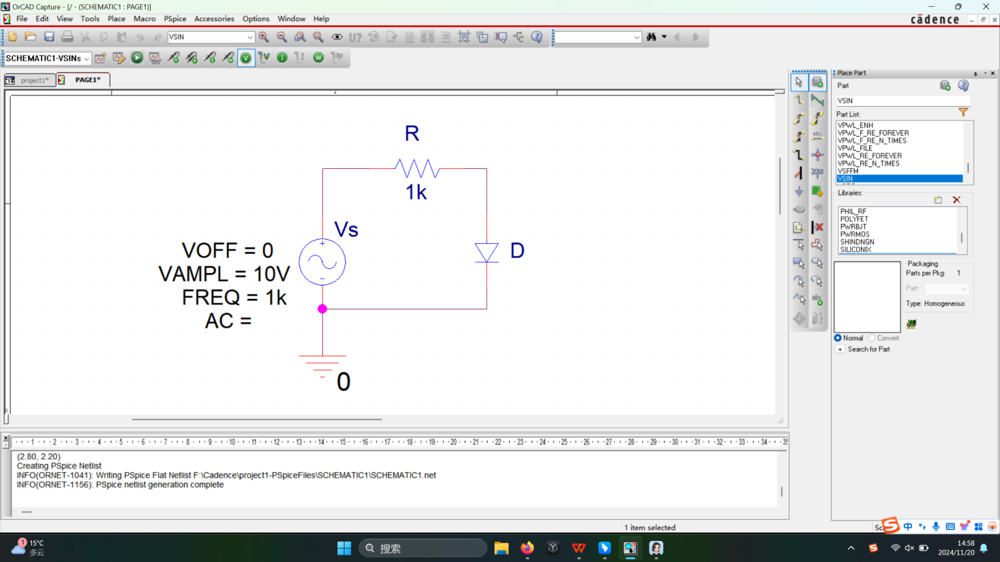 OrCAD Capture - [/ - (SCHEMATIC1 : PAGE1)]
File Edit View Tools Place Macro PSpice Accessories Options Window Help
cādence
VSIN
U?
SCHEMATIC1-VSINs
V V I I W
project1* PAGE1*
R
1k
Vs
VOFF = 0
VAMPL = 10V
FREQ = 1k
AC =
D
0
Place Part
Part
VSIN
Part List:
VPWL_ENH
VPWL_F_RE_FOREVER
VPWL_F_RE_N_TIMES
VPWL_FILE
VPWL_RE_FOREVER
VPWL_RE_N_TIMES
VSFFM
VSIN
Libraries:
PHIL_RF
POLYFET
PWRBJT
PWRMOS
SHINDNGN
SILICONIX
Packaging
Parts per Pkg: 1
Part:
Type: Homogeneous
Normal Convert
+ Search for Part
1 2 3 4 5 6 7 8 9 10 11 12 13 14 15 16 17 18 19 20 21 22 23 24 25 26 27 28 29 30 31 32 33 34 35
(2.80, 2.20)
Creating PSpice Netlist
INFO(ORNET-1041): Writing PSpice Flat Netlist F:\Cadence\project1-PSpiceFiles\SCHEMATIC1\SCHEMATIC1.net
INFO(ORNET-1156): PSpice netlist generation complete
1 item selected
Sc
中
1
15°C
多云
搜索
14:58
2024/11/20